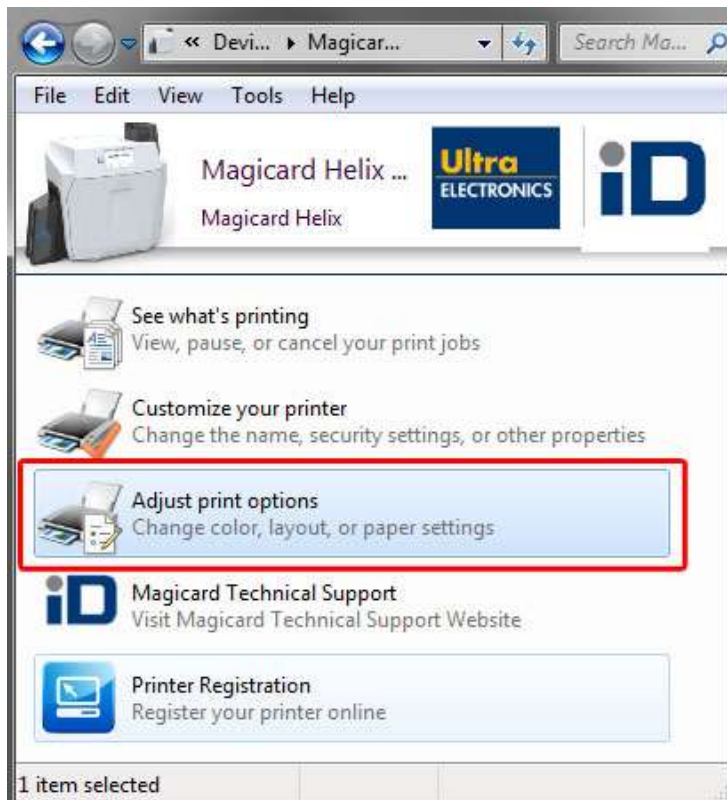 « Devi... Magicar... Search Ma...
File Edit View Tools Help
Magicard Helix ...
Magicard Helix
Ultra
ELECTRONICS
iD
See what's printing
View, pause, or cancel your print jobs
Customize your printer
Change the name, security settings, or other properties
Adjust print options
Change color, layout, or paper settings
iD
Magicard Technical Support
Visit Magicard Technical Support Website
Printer Registration
Register your printer online
1 item selected